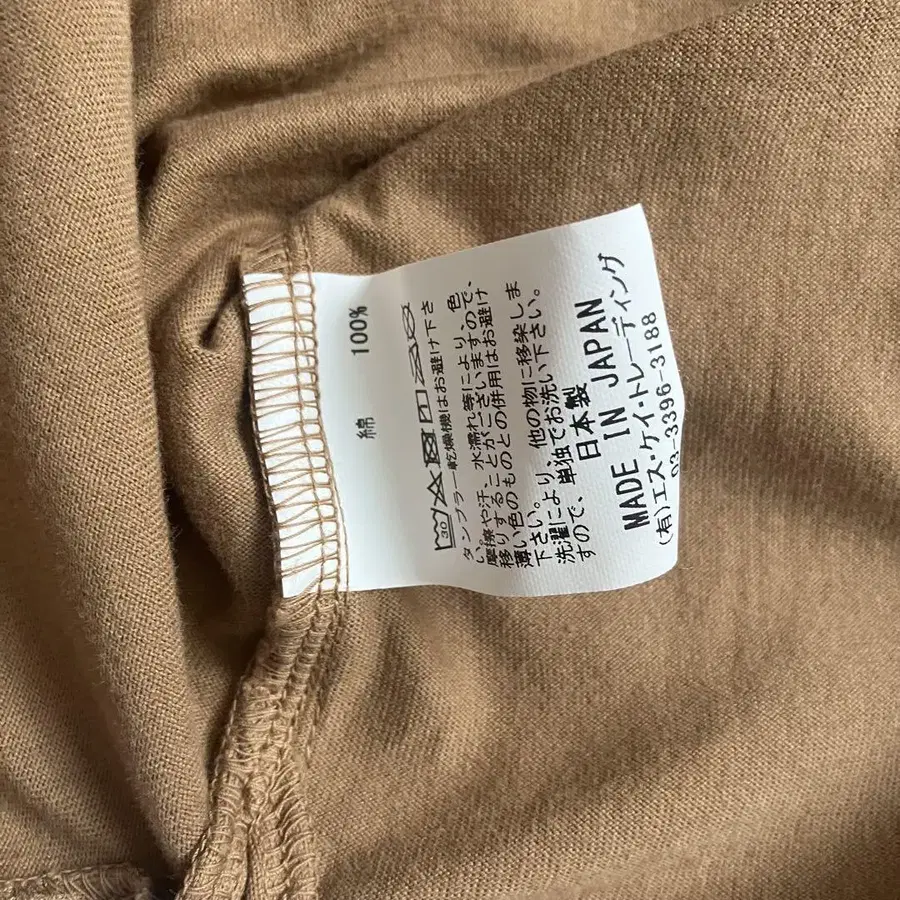 綿 100%
30
タンブラー乾燥機はお避け下さ
い。摩擦や汗、水濡れ等により、色
移りすることがございますので、
薄い色のものとの併用はお避け
下さい。
洗濯により、他の物に移染しま
すので、単独でお洗い下さい。
日本製
MADE IN JAPAN
(有)エス・ケイ・トレーディング
03-3396-3188